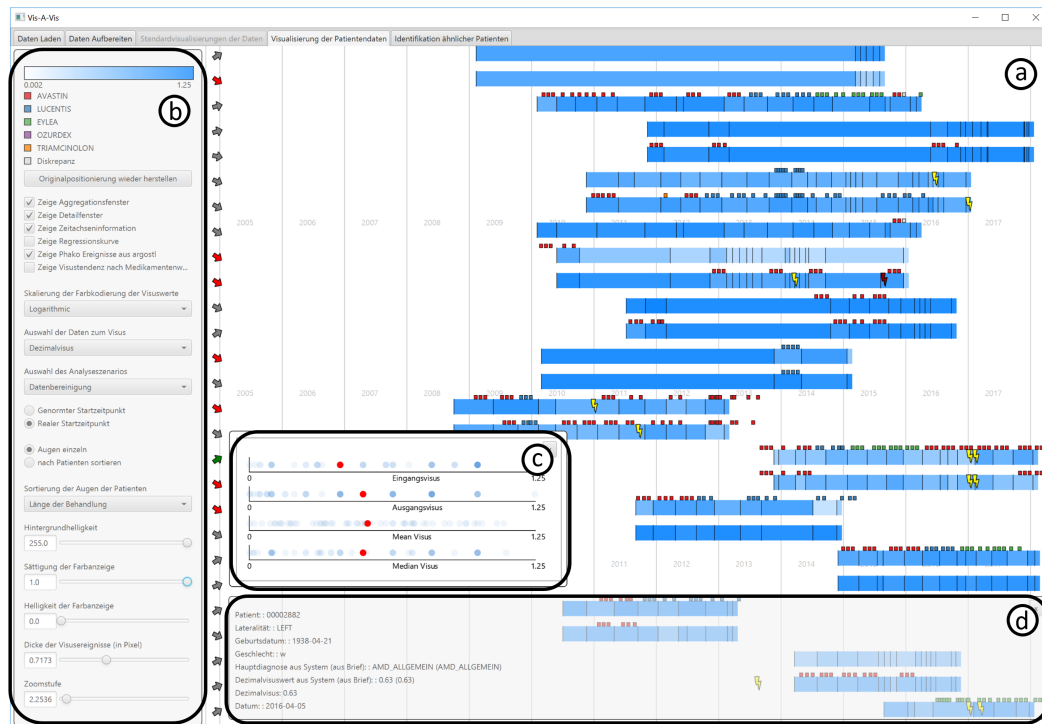 Vis-A-Vis
Daten Laden
Daten Aufbereiten
Standardvisualisierungen der Daten
Visualisierung der Patientendaten
Identifikation ähnlicher Patienten
a
b
0.002
1.25
AVASTIN
LUCENTIS
EYLEA
OZURDEX
TRIAMCINOLON
Diskrepanz
Originalpositionierung wieder herstellen
Zeige Aggregationsfenster
Zeige Detailfenster
Zeige Zeitachseninformation
Zeige Regressionskurve
Zeige Phako Ereignisse aus argostl
Zeige Visustendenz nach Medikamentenw...
2005
2006
2007
2008
2009
2010
2011
2012
2013
2014
2015
2016
2017
Skalierung der Farbkodierung der Visuswerte
Logarithmic
Auswahl der Daten zum Visus
Dezimalvisus
Auswahl des Analyseszenarios
Datenbereinigung
2005
2006
2007
2008
2009
2010
2011
2012
2013
2014
2015
2016
2017
Genormter Startzeitpunkt
Realer Startzeitpunkt
Augen einzeln
nach Patienten sortieren
Sortierung der Augen der Patienten
Länge der Behandlung
Hintergrundhelligkeit
255.0
Sättigung der Farbanzeige
1.0
Helligkeit der Farbanzeige
0.0
Dicke der Visusereignisse (in Pixel)
0.7173
Zoomstufe
2.2536
c
0
1.25
Eingangsvisus
0
1.25
Ausgangsvisus
0
1.25
Mean Visus
0
1.25
Median Visus
2011
2012
2013
2014
2015
2016
2017
d
Patient: : 00002882
Lateralität: : LEFT
Geburtsdatum: : 1938-04-21
Geschlecht: : w
Hauptdiagnose aus System (aus Brief): : AMD_ALLGEMEIN (AMD_ALLGEMEIN)
Dezimalvisuswert aus System (aus Brief): : 0.63 (0.63)
Dezimalvisus: 0.63
Datum: : 2016-04-05